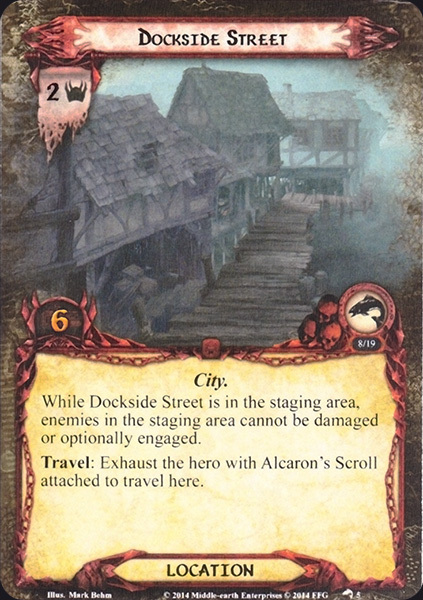 Dockside Street
2
6
8/19
City.
While Dockside Street is in the staging area,
enemies in the staging area cannot be damaged
or optionally engaged.
Travel: Exhaust the hero with Alcaron's Scroll
attached to travel here.
LOCATION
Illus. Mark Behm © 2014 Middle-earth Enterprises © 2014 FFG 5